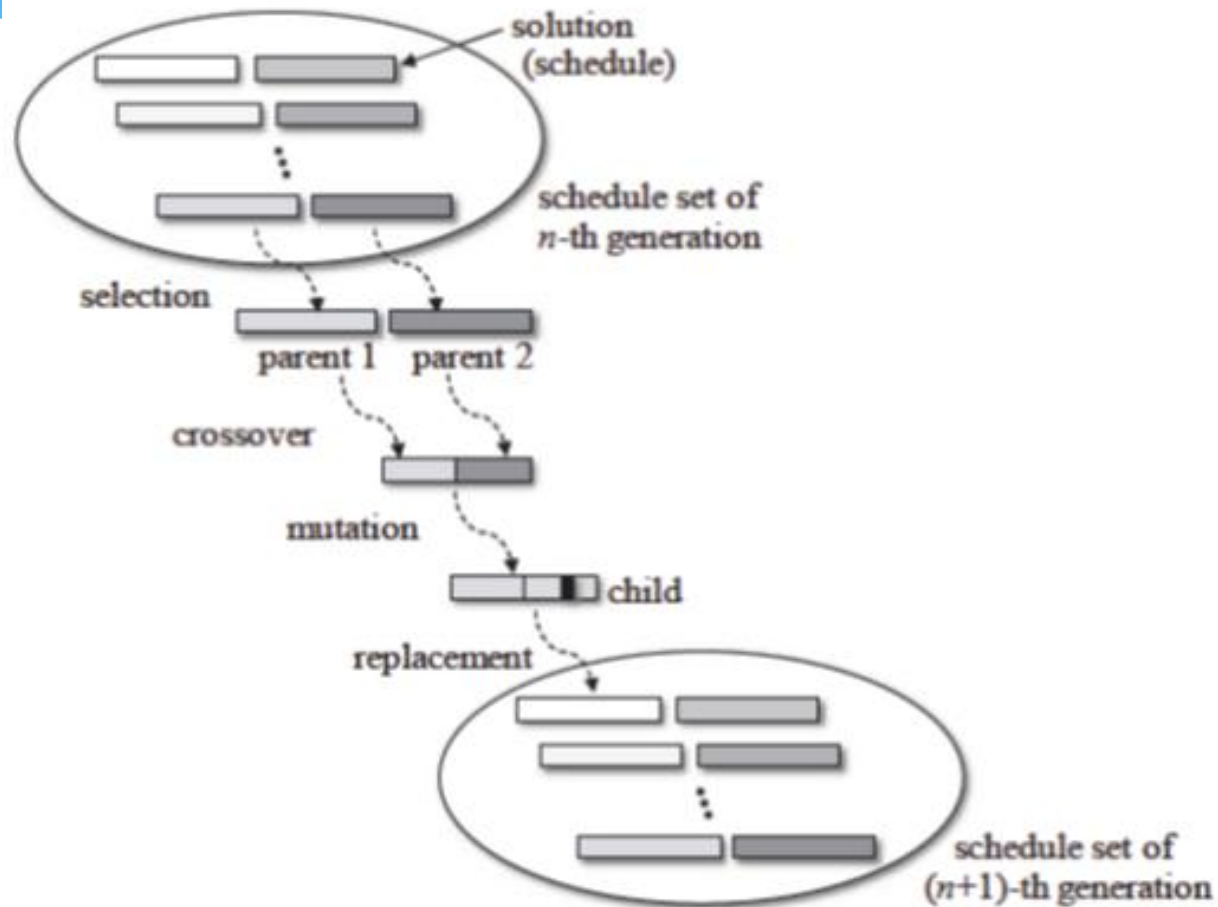 solution
(schedule)
schedule set of
n-th generation
selection
parent 1 parent 2
crossover
mutation
child
replacement
schedule set of
(n+1)-th generation